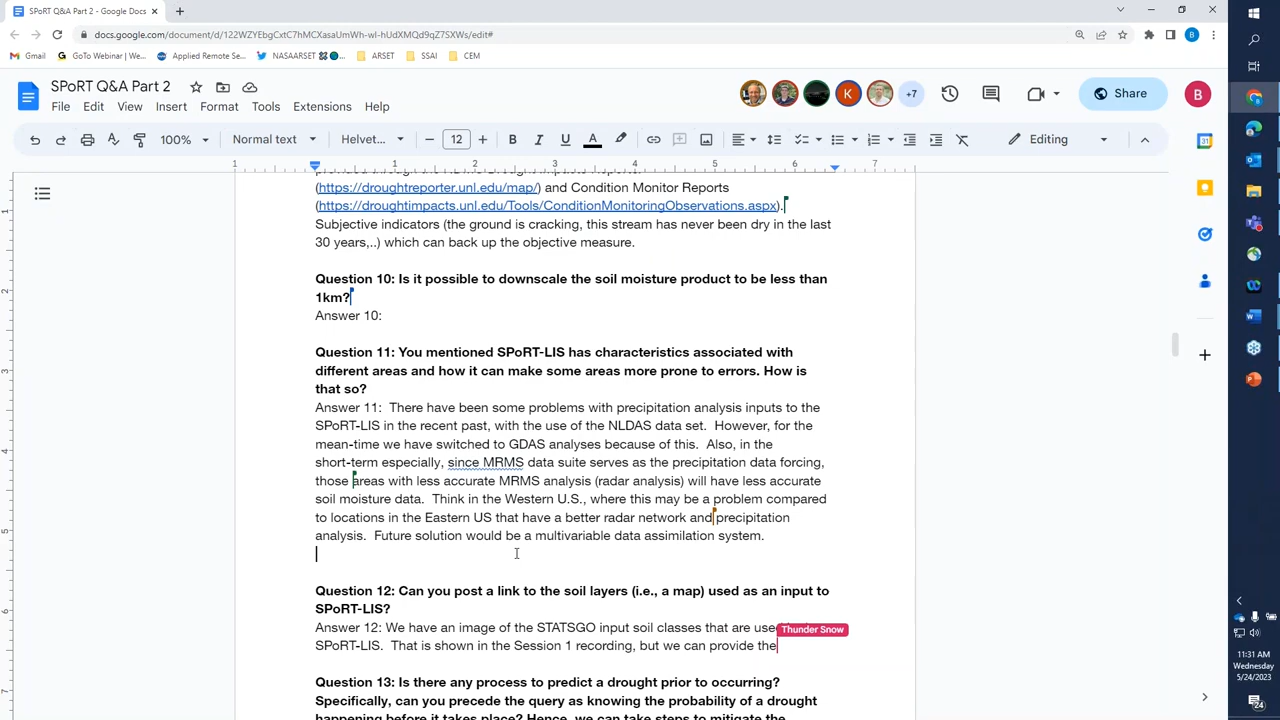 SPoRT Q&A Part 2 - Google Docs
docs.google.com/document/d/122WZYEbgCxtC7hMCXasaUmWh-wI-hUdXMQd9qZ7SXWs/edit#
Gmail
GoTo Webinar | We...
Applied Remote Se...
NASAARSET
ARSET
SSAI
CEM
SPoRT Q&A Part 2
File Edit View Insert Format Tools Extensions Help
K
+7
Share
B
100%
Normal text
Helvet...
12
Editing
1 1 2 3 4 5 6 7
(https://droughtreporter.unl.edu/map/) and Condition Monitor Reports
(https://droughtimpacts.unl.edu/Tools/ConditionMonitoringObservations.aspx).
Subjective indicators (the ground is cracking, this stream has never been dry in the last
30 years,..) which can back up the objective measure.
Question 10: Is it possible to downscale the soil moisture product to be less than
1km?
Answer 10:
Question 11: You mentioned SPoRT-LIS has characteristics associated with
different areas and how it can make some areas more prone to errors. How is
that so?
Answer 11:  There have been some problems with precipitation analysis inputs to the
SPoRT-LIS in the recent past, with the use of the NLDAS data set.  However, for the
mean-time we have switched to GDAS analyses because of this.  Also, in the
short-term especially, since MRMS data suite serves as the precipitation data forcing,
those areas with less accurate MRMS analysis (radar analysis) will have less accurate
soil moisture data.  Think in the Western U.S., where this may be a problem compared
to locations in the Eastern US that have a better radar network and precipitation
analysis.  Future solution would be a multivariable data assimilation system.
Question 12: Can you post a link to the soil layers (i.e., a map) used as an input to
SPoRT-LIS?
Answer 12: We have an image of the STATSGO input soil classes that are use
Thunder Snow
SPoRT-LIS.  That is shown in the Session 1 recording, but we can provide the
Question 13: Is there any process to predict a drought prior to occurring?
Specifically, can you precede the query as knowing the probability of a drought
happening before it takes place? Hence, we can take steps to mitigate the
11:31 AM
Wednesday
5/24/2023
24